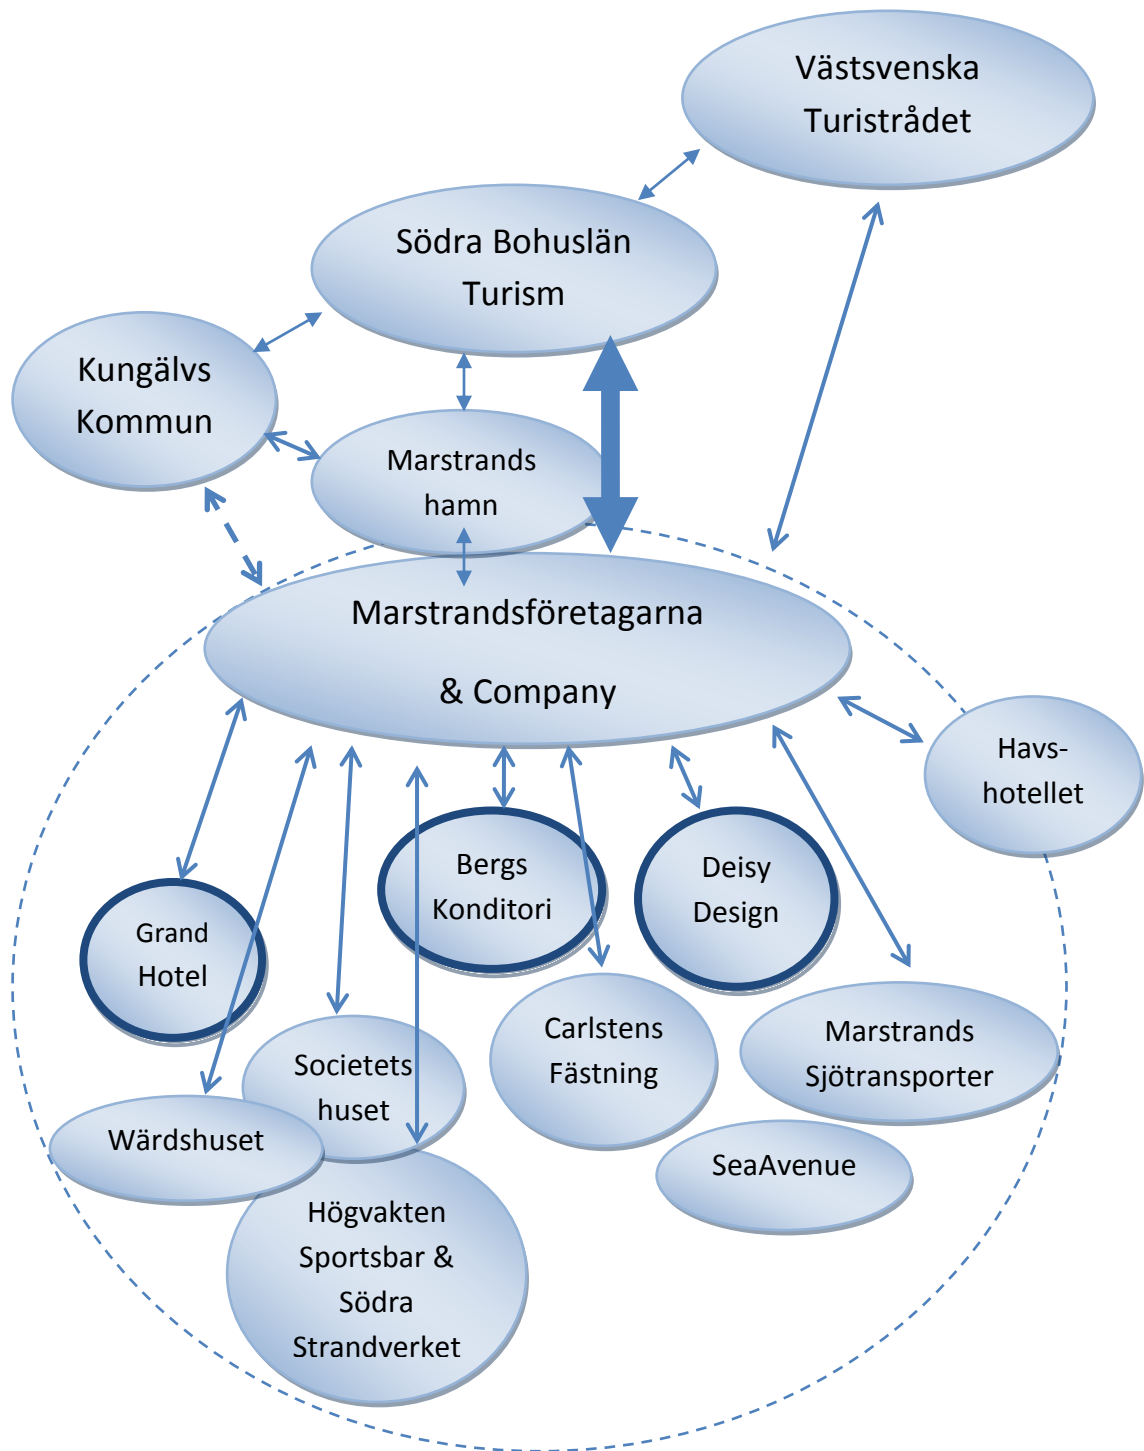 Västsvenska
Turistrådet
Södra Bohuslän
Turism
Kungälvs
Kommun
Marstrands
hamn
Marstrandsföretagarna
& Company
Havs-
hotellet
Bergs
Konditori
Deisy
Design
Grand
Hotel
Carlstens
Fästning
Marstrands
Sjötransporter
Societets
huset
Wärdshuset
SeaAvenue
Högvakten
Sportsbar &
Södra
Strandverket